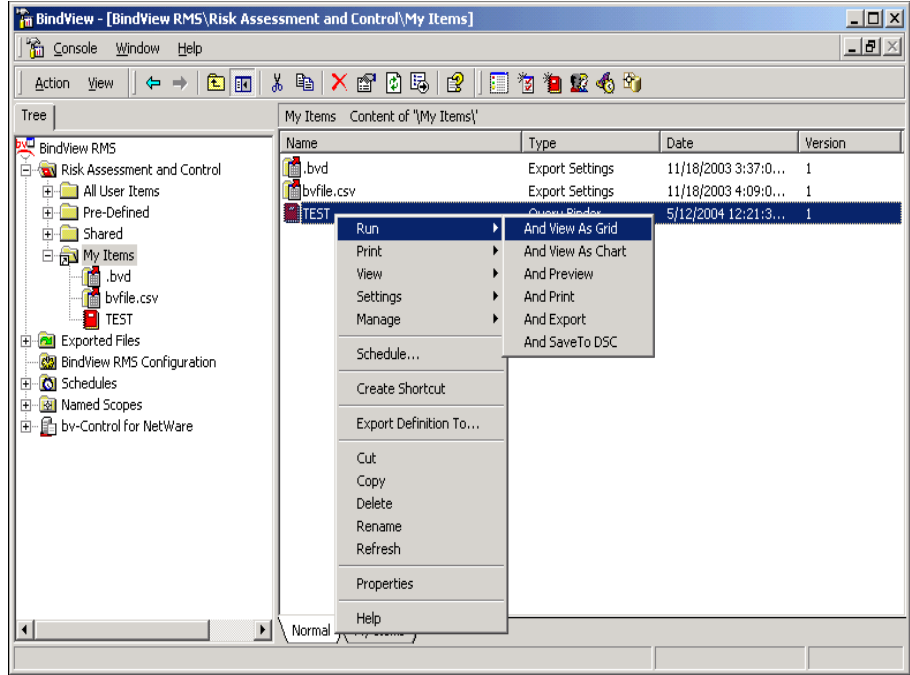 BindView - [BindView RMS\Risk Assessment and Control\My Items]
Console Window Help
Action View
Tree
My Items Content of '\My Items\'
Name Type Date Version
BindView RMS
Risk Assessment and Control
All User Items
Pre-Defined
Shared
My Items
.bvd
bvfile.csv
TEST
Exported Files
BindView RMS Configuration
Schedules
Named Scopes
bv-Control for NetWare
.bvd Export Settings 11/18/2003 3:37:0... 1
bvfile.csv Export Settings 11/18/2003 4:09:0... 1
TEST Query Binder 5/12/2004 12:21:3... 1
Run
Print
View
Settings
Manage
Schedule...
Create Shortcut
Export Definition To...
Cut
Copy
Delete
Rename
Refresh
Properties
Help
And View As Grid
And View As Chart
And Preview
And Print
And Export
And SaveTo DSC
Normal My Items